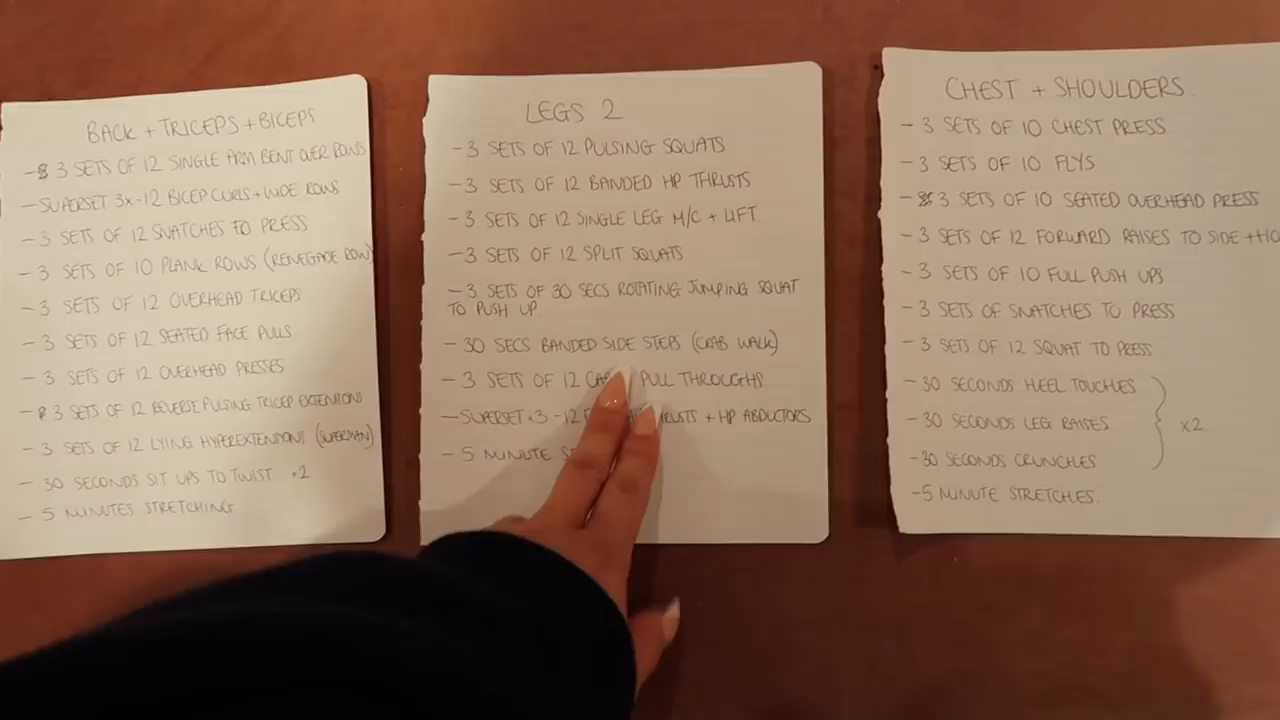 BACK + TRICEPS + BICEPS
- 3 SETS OF 12 SINGLE ARM BENT OVER ROWS
- SUPERSET 3x-12 BICEP CURLS + WIDE ROWS
- 3 SETS OF 12 SNATCHES TO PRESS
- 3 SETS OF 10 PLANK ROWS (RENEGADE ROW)
- 3 SETS OF 12 OVERHEAD TRICEPS
- 3 SETS OF 12 SEATED FACE PULLS
- 3 SETS OF 12 OVERHEAD PRESSES
- 3 SETS OF 12 REVERSE PULSING TRICEP EXTENSIONS
- 3 SETS OF 12 LYING HYPEREXTENSIONS (SUPERMAN)
- 30 SECONDS SIT UPS TO TWIST ×2
- 5 MINUTES STRETCHING
LEGS 2
- 3 SETS OF 12 PULSING SQUATS
- 3 SETS OF 12 BANDED HIP THRUSTS
- 3 SETS OF 12 SINGLE LEG M/C + LIFT
- 3 SETS OF 12 SPLIT SQUATS
- 3 SETS OF 30 SECS ROTATING JUMPING SQUAT
TO PUSH UP
- 30 SECS BANDED SIDE STEPS (CRAB WALK)
- 3 SETS OF 12 PULL THROUGHS
- SUPERSET ×3 - 12 + HIP ABDUCTORS
- 5 MINUTE
CHEST + SHOULDERS
- 3 SETS OF 10 CHEST PRESS
- 3 SETS OF 10 FLYS
- 3 SETS OF 10 SEATED OVERHEAD PRESS
- 3 SETS OF 12 FORWARD RAISES TO SIDE +
- 3 SETS OF 10 FULL PUSH UPS
- 3 SETS OF SNATCHES TO PRESS
- 3 SETS OF 12 SQUAT TO PRESS
- 30 SECONDS HEEL TOUCHES
- 30 SECONDS LEG RAISES
- 30 SECONDS CRUNCHES
×2
- 5 MINUTE STRETCHES.